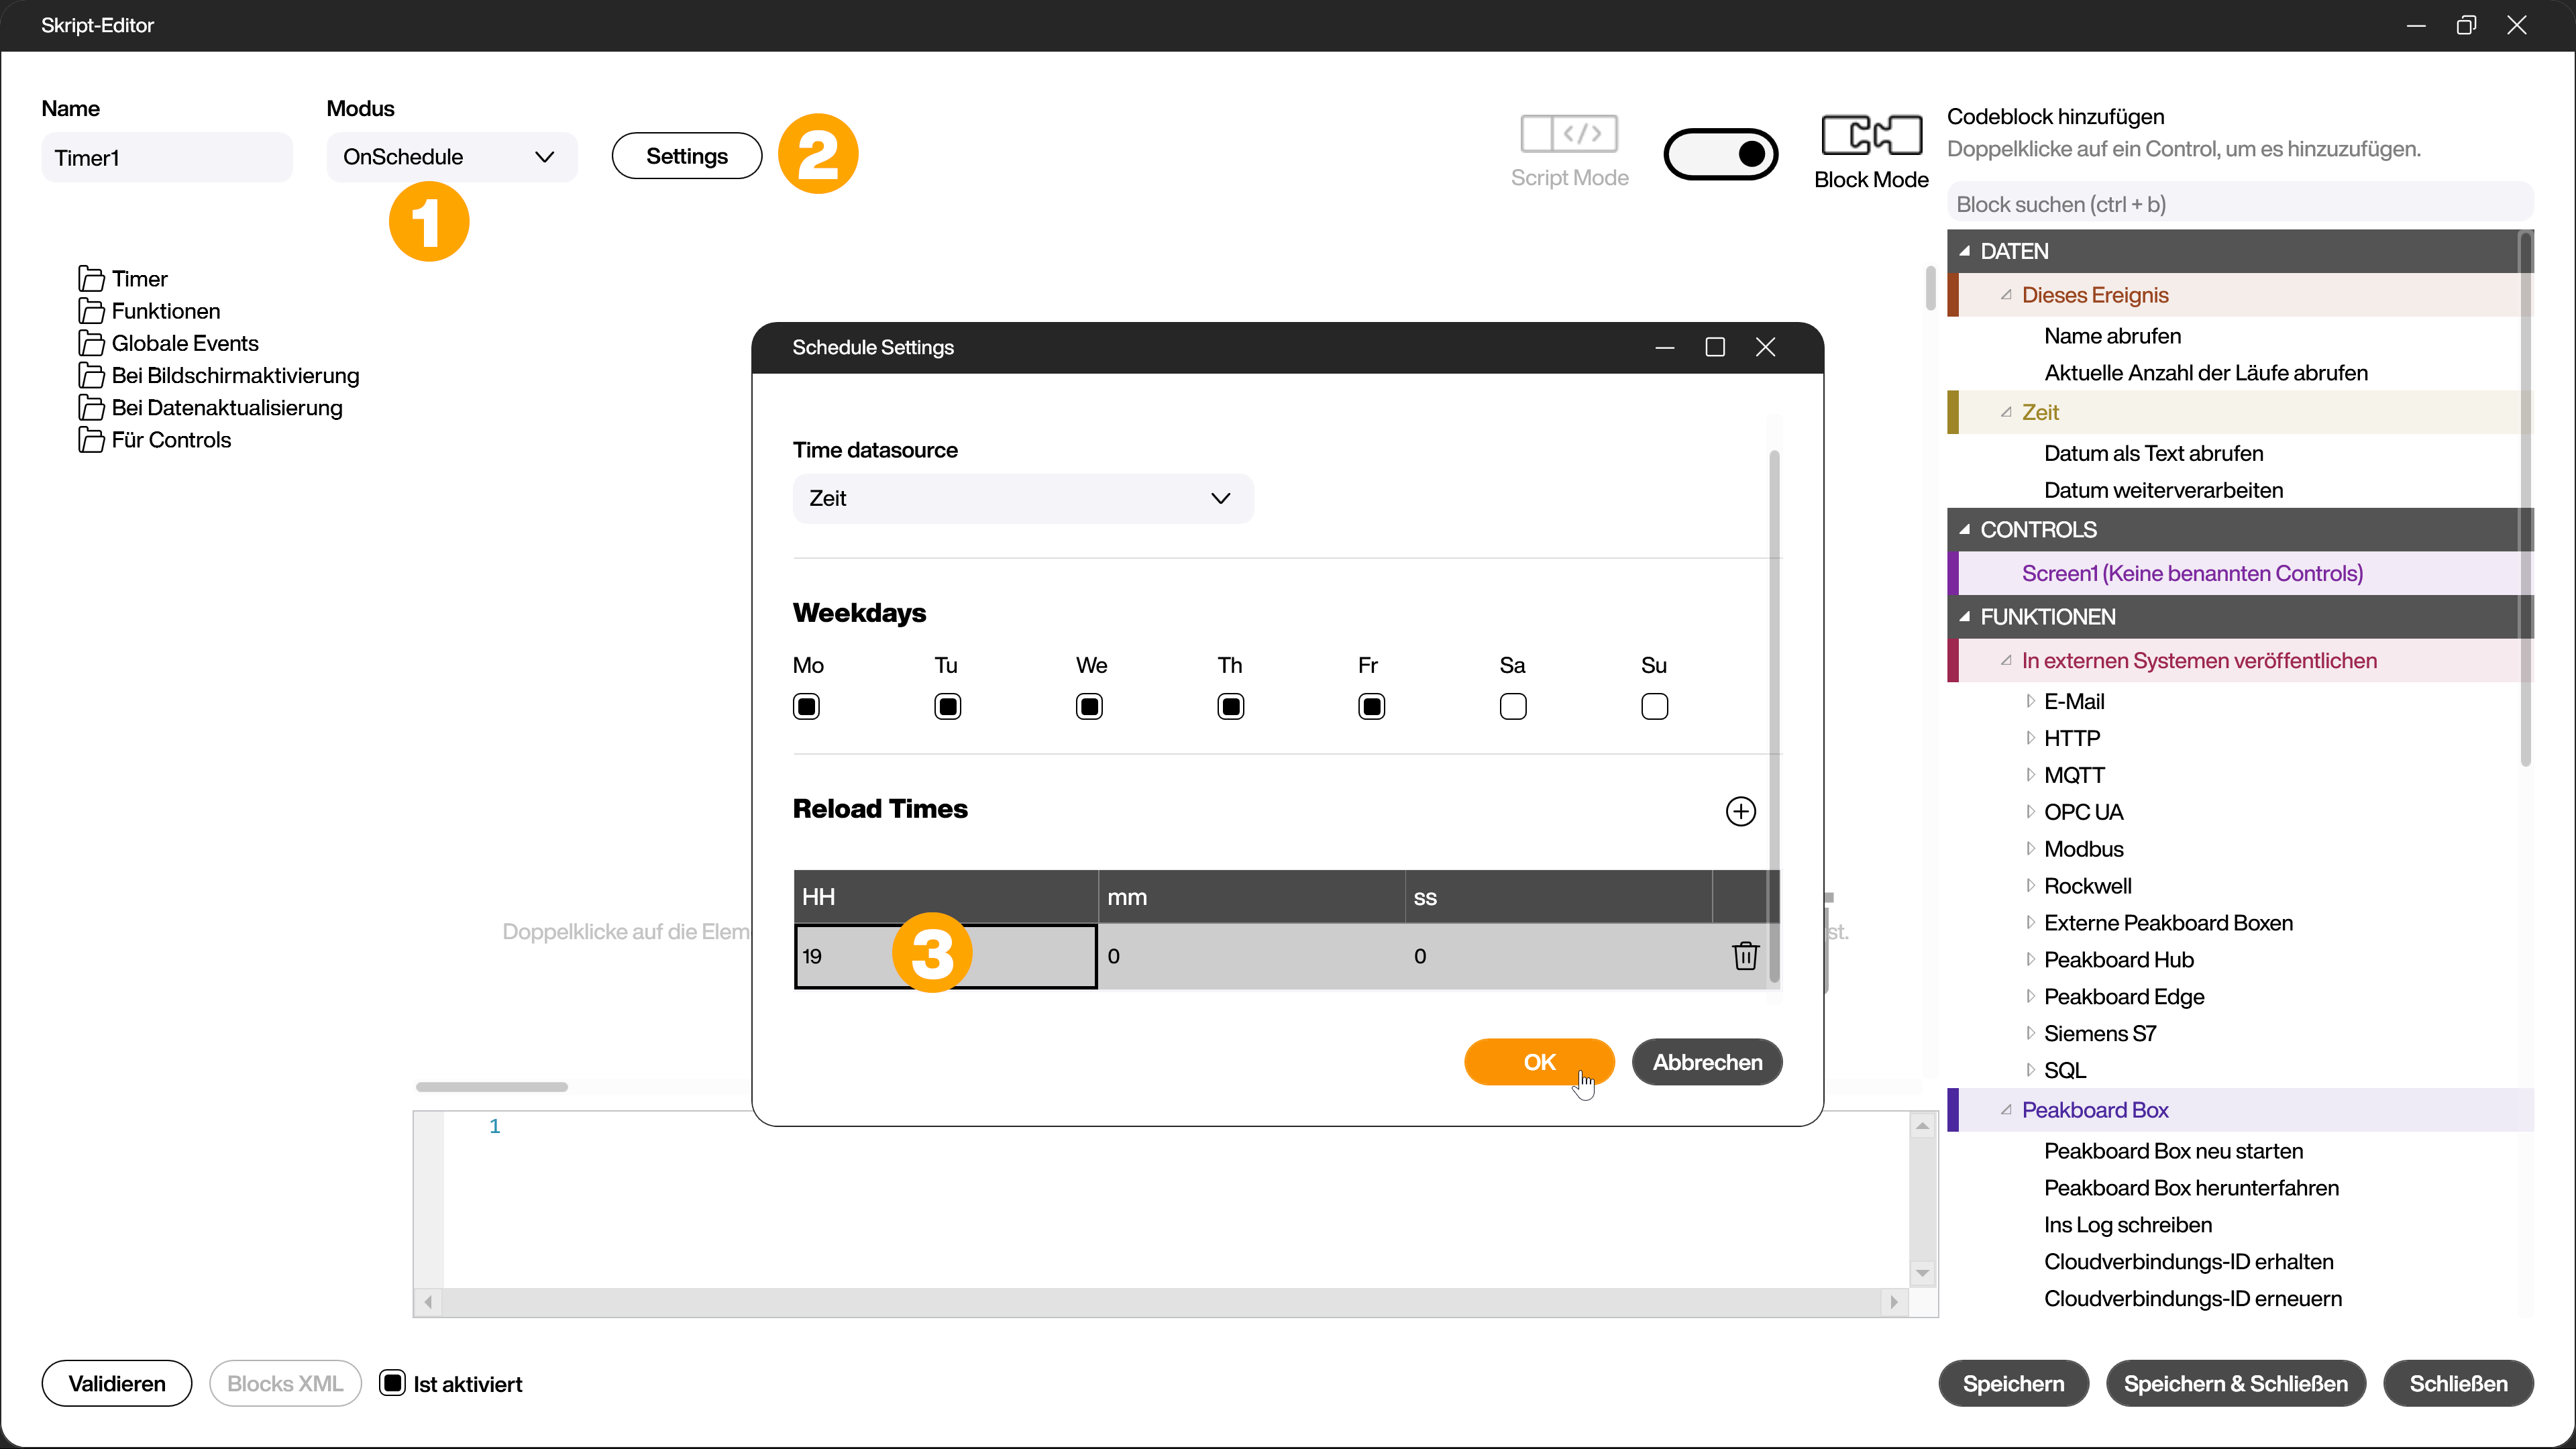 Skript-Editor
Name
Modus
Timer1
OnSchedule
Settings
2
1
</>
Script Mode
Block Mode
Timer
Funktionen
Globale Events
Bei Bildschirmaktivierung
Bei Datenaktualisierung
Für Controls
Doppelklicke auf die Elem
st.
Schedule Settings
Time datasource
Zeit
Weekdays
Mo Tu We Th Fr Sa Su
Reload Times
HH mm ss
19 0 0
3
OK
Abbrechen
1
Codeblock hinzufügen
Doppelklicke auf ein Control, um es hinzuzufügen.
Block suchen (ctrl + b)
DATEN
Dieses Ereignis
Name abrufen
Aktuelle Anzahl der Läufe abrufen
Zeit
Datum als Text abrufen
Datum weiterverarbeiten
CONTROLS
Screen1 (Keine benannten Controls)
FUNKTIONEN
In externen Systemen veröffentlichen
E-Mail
HTTP
MQTT
OPC UA
Modbus
Rockwell
Externe Peakboard Boxen
Peakboard Hub
Peakboard Edge
Siemens S7
SQL
Peakboard Box
Peakboard Box neu starten
Peakboard Box herunterfahren
Ins Log schreiben
Cloudverbindungs-ID erhalten
Cloudverbindungs-ID erneuern
Validieren
Blocks XML
Ist aktiviert
Speichern
Speichern & Schließen
Schließen